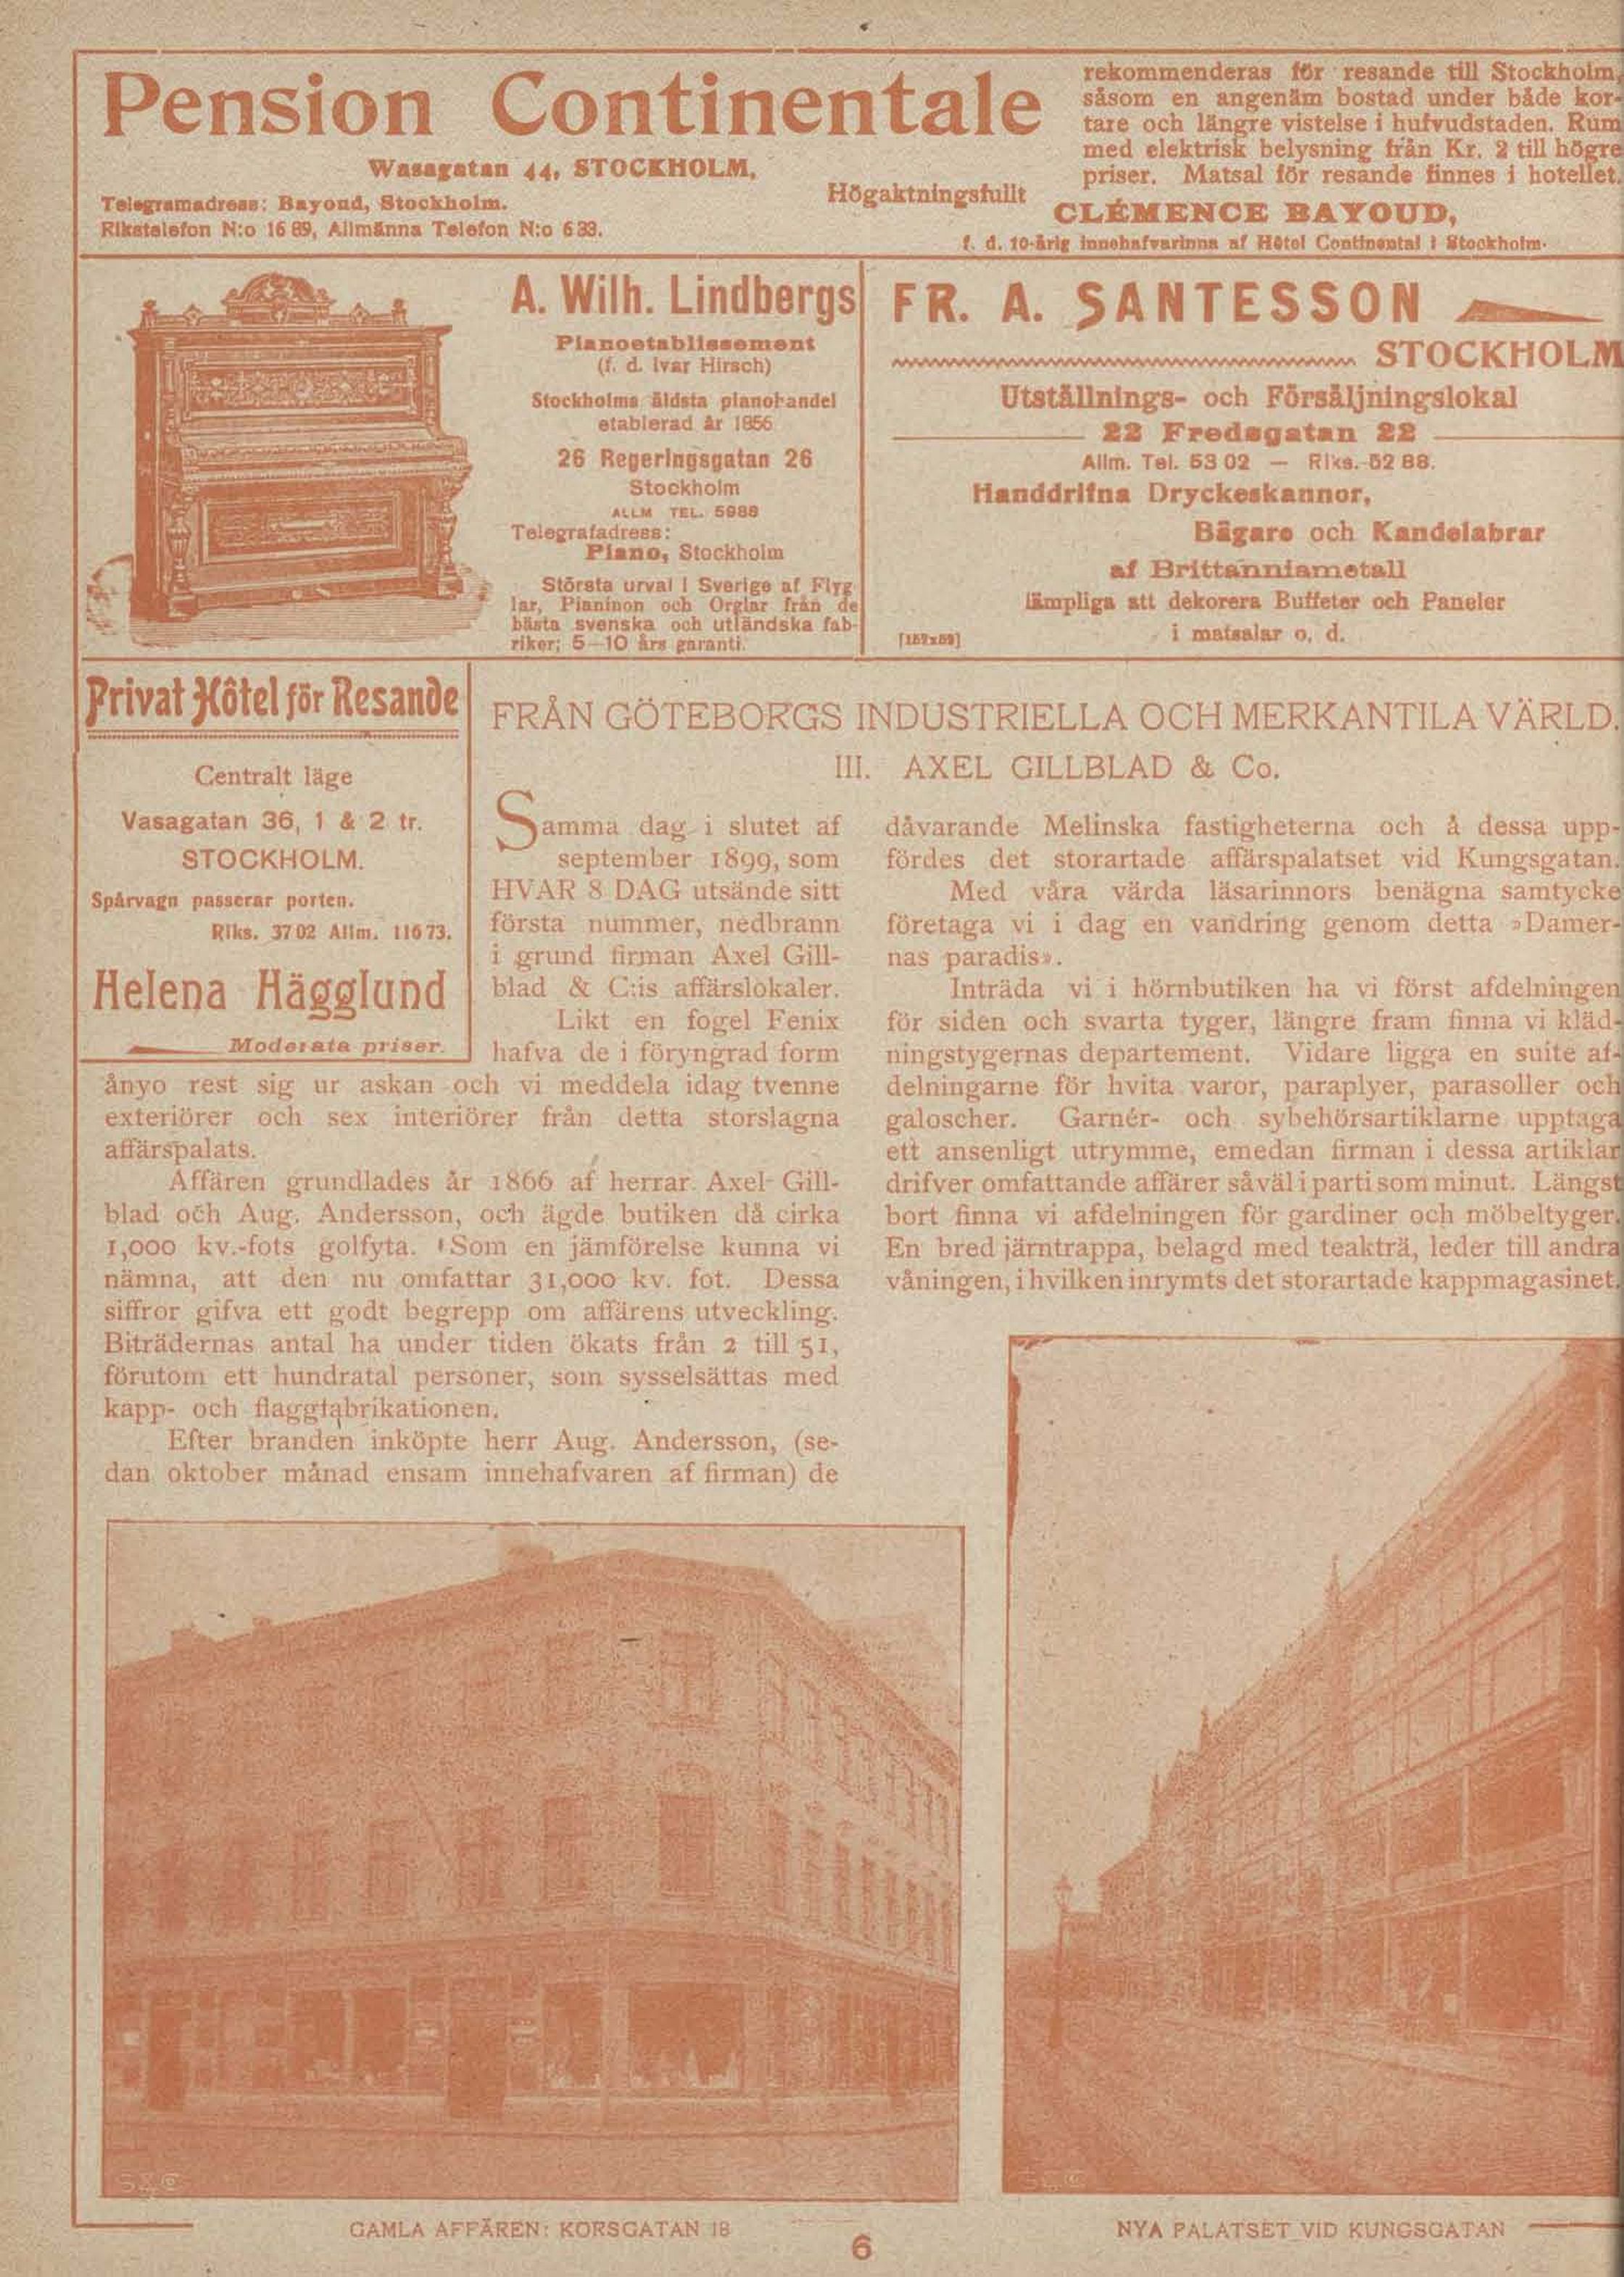 Pension Continentale
Wasagatan 44, STOCKHOLM,
Telegramadress: Bayoud, Stockholm.
Rikstelefon N:o 16 89, Allmänna Telefon N:o 6 33.
rekommenderas för resande till Stockholm,
såsom en angenäm bostad under både kor-
tare och längre vistelse i hufvudstaden. Rum
med elektrisk belysning från Kr. 2 till högre
priser. Matsal för resande finnes i hotellet.
Högaktningsfullt
CLÉMENCE BAYOUD,
f. d. 10-årig innehafvarinna af Hôtel Continental i Stockholm.
A. Wilh. Lindbergs
Pianoetablissement
(f. d. Ivar Hirsch)
Stockholms äldsta pianohandel
etablerad år 1856
26 Regeringsgatan 26
Stockholm
ALLM TEL. 5988
Telegrafadress:
Piano, Stockholm
Största urval i Sverige af Flyg
lar, Pianinon och Orglar från de
bästa svenska och utländska fab-
riker; 5—10 års garanti.
FR. A. SANTESSON
STOCKHOLM
Utställnings- och Försäljningslokal
22 Fredsgatan 22
Allm. Tel. 53 02 — Riks. 52 88.
Handdrifna Dryckeskannor,
Bägare och Kandelabrar
af Brittanniametall
lämpliga att dekorera Buffeter och Paneler
i matsalar o, d.
Privat Hôtel för Resande
Centralt läge
Vasagatan 36, 1 & 2 tr.
STOCKHOLM.
Spårvagn passerar porten.
Riks. 37 02 Allm. 116 73.
Helena Hägglund
Moderata priser.
FRÅN GÖTEBORGS INDUSTRIELLA OCH MERKANTILA VÄRLD.
III. AXEL GILLBLAD & Co.
Samma dag i slutet af
september 1899, som
HVAR 8 DAG utsände sitt
första nummer, nedbrann
i grund firman Axel Gill-
blad & C:is affärslokaler.
Likt en fogel Fenix
hafva de i föryngrad form
ånyo rest sig ur askan och vi meddela idag tvenne
exteriörer och sex interiörer från detta storslagna
affärspalats.
Affären grundlades år 1866 af herrar Axel Gill-
blad och Aug. Andersson, och ägde butiken då cirka
1,000 kv.-fots golfyta. Som en jämförelse kunna vi
nämna, att den nu omfattar 31,000 kv. fot. Dessa
siffror gifva ett godt begrepp om affärens utveckling.
Biträdernas antal ha under tiden ökats från 2 till 51,
förutom ett hundratal personer, som sysselsättas med
kapp- och flaggfabrikationen.
Efter branden inköpte herr Aug. Andersson, (se-
dan oktober månad ensam innehafvaren af firman) de
dåvarande Melinska fastigheterna och å dessa upp-
fördes det storartade affärspalatset vid Kungsgatan.
Med våra värda läsarinnors benägna samtycke
företaga vi i dag en vandring genom detta »Damer-
nas paradis».
Inträda vi i hörnbutiken ha vi först afdelningen
för siden och svarta tyger, längre fram finna vi kläd-
ningstygernas departement. Vidare ligga en suite af-
delningarne för hvita varor, paraplyer, parasoller och
galoscher. Garnér- och sybehörsartiklarne upptaga
ett ansenligt utrymme, emedan firman i dessa artiklar
drifver omfattande affärer såväl i parti som minut. Längst
bort finna vi afdelningen för gardiner och möbeltyger.
En bred järntrappa, belagd med teakträ, leder till andra
våningen, i hvilken inrymts det storartade kappmagasinet.
GAMLA AFFÄREN: KORSGATAN 18
NYA PALATSET VID KUNGSGATAN
6